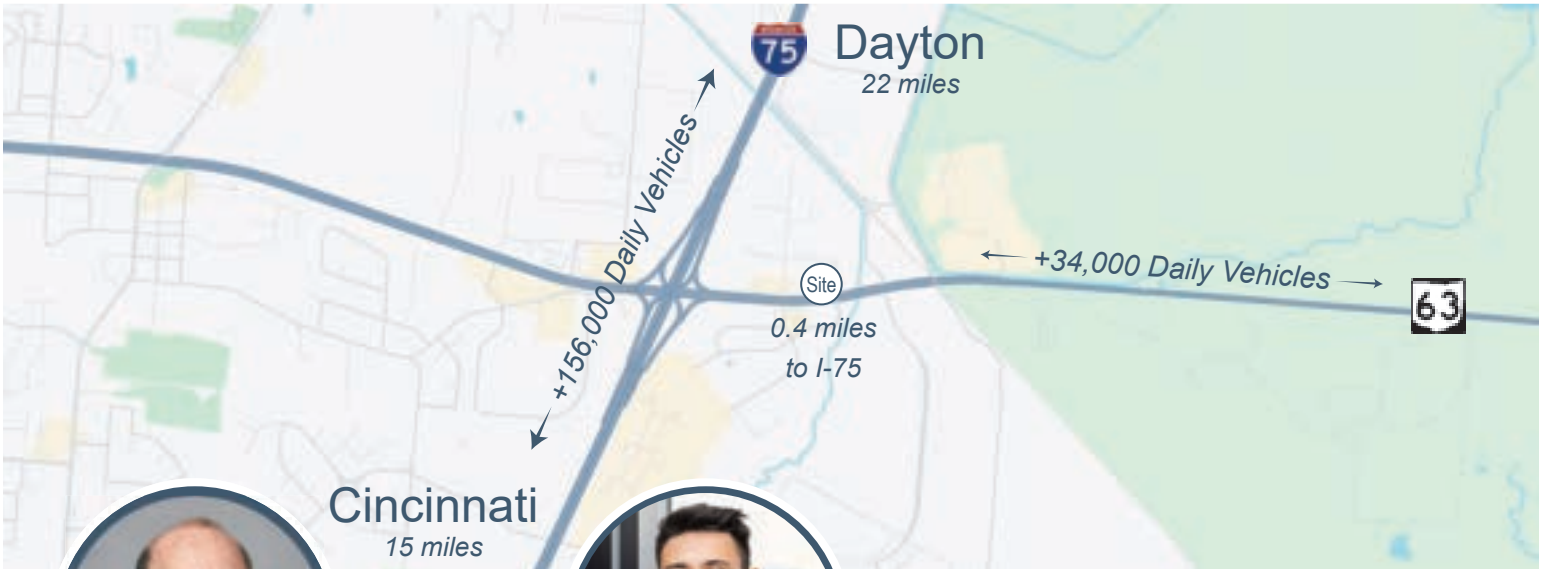 75
Dayton
22 miles
+156,000 Daily Vehicles
+34,000 Daily Vehicles
63
Site
0.4 miles
to I-75
Cincinnati
15 miles